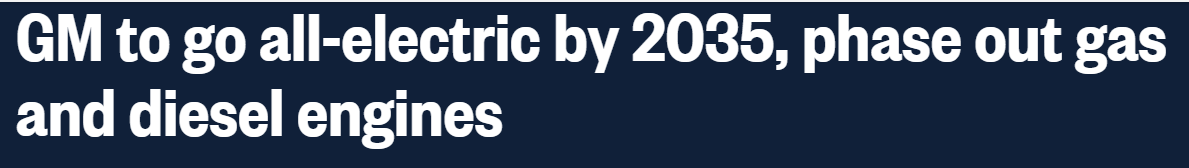 GM to go all-electric by 2035, phase out gas
and diesel engines